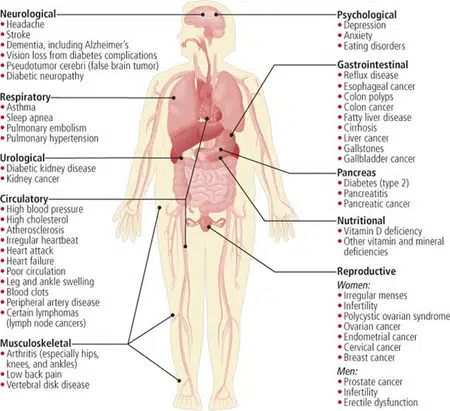 Neurological
• Headache
• Stroke
• Dementia, including Alzheimer's
• Vision loss from diabetes complications
• Pseudotumor cerebri (false brain tumor)
• Diabetic neuropathy
Respiratory
• Asthma
• Sleep apnea
• Pulmonary embolism
• Pulmonary hypertension
Urological
• Diabetic kidney disease
• Kidney cancer
Circulatory
• High blood pressure
• High cholesterol
• Atherosclerosis
• Irregular heartbeat
• Heart attack
• Heart failure
• Poor circulation
• Leg and ankle swelling
• Blood clots
• Peripheral artery disease
• Certain lymphomas
(lymph node cancers)
Musculoskeletal
• Arthritis (especially hips,
knees, and ankles)
• Low back pain
• Vertebral disk disease
Psychological
• Depression
• Anxiety
• Eating disorders
Gastrointestinal
• Reflux disease
• Esophageal cancer
• Colon polyps
• Colon cancer
• Fatty liver disease
• Cirrhosis
• Liver cancer
• Gallstones
• Gallbladder cancer
Pancreas
• Diabetes (type 2)
• Pancreatitis
• Pancreatic cancer
Nutritional
• Vitamin D deficiency
• Other vitamin and mineral
deficiencies
Reproductive
Women:
• Irregular menses
• Infertility
• Polycystic ovarian syndrome
• Ovarian cancer
• Endometrial cancer
• Cervical cancer
• Breast cancer
Men:
• Prostate cancer
• Infertility
• Erectile dysfunction